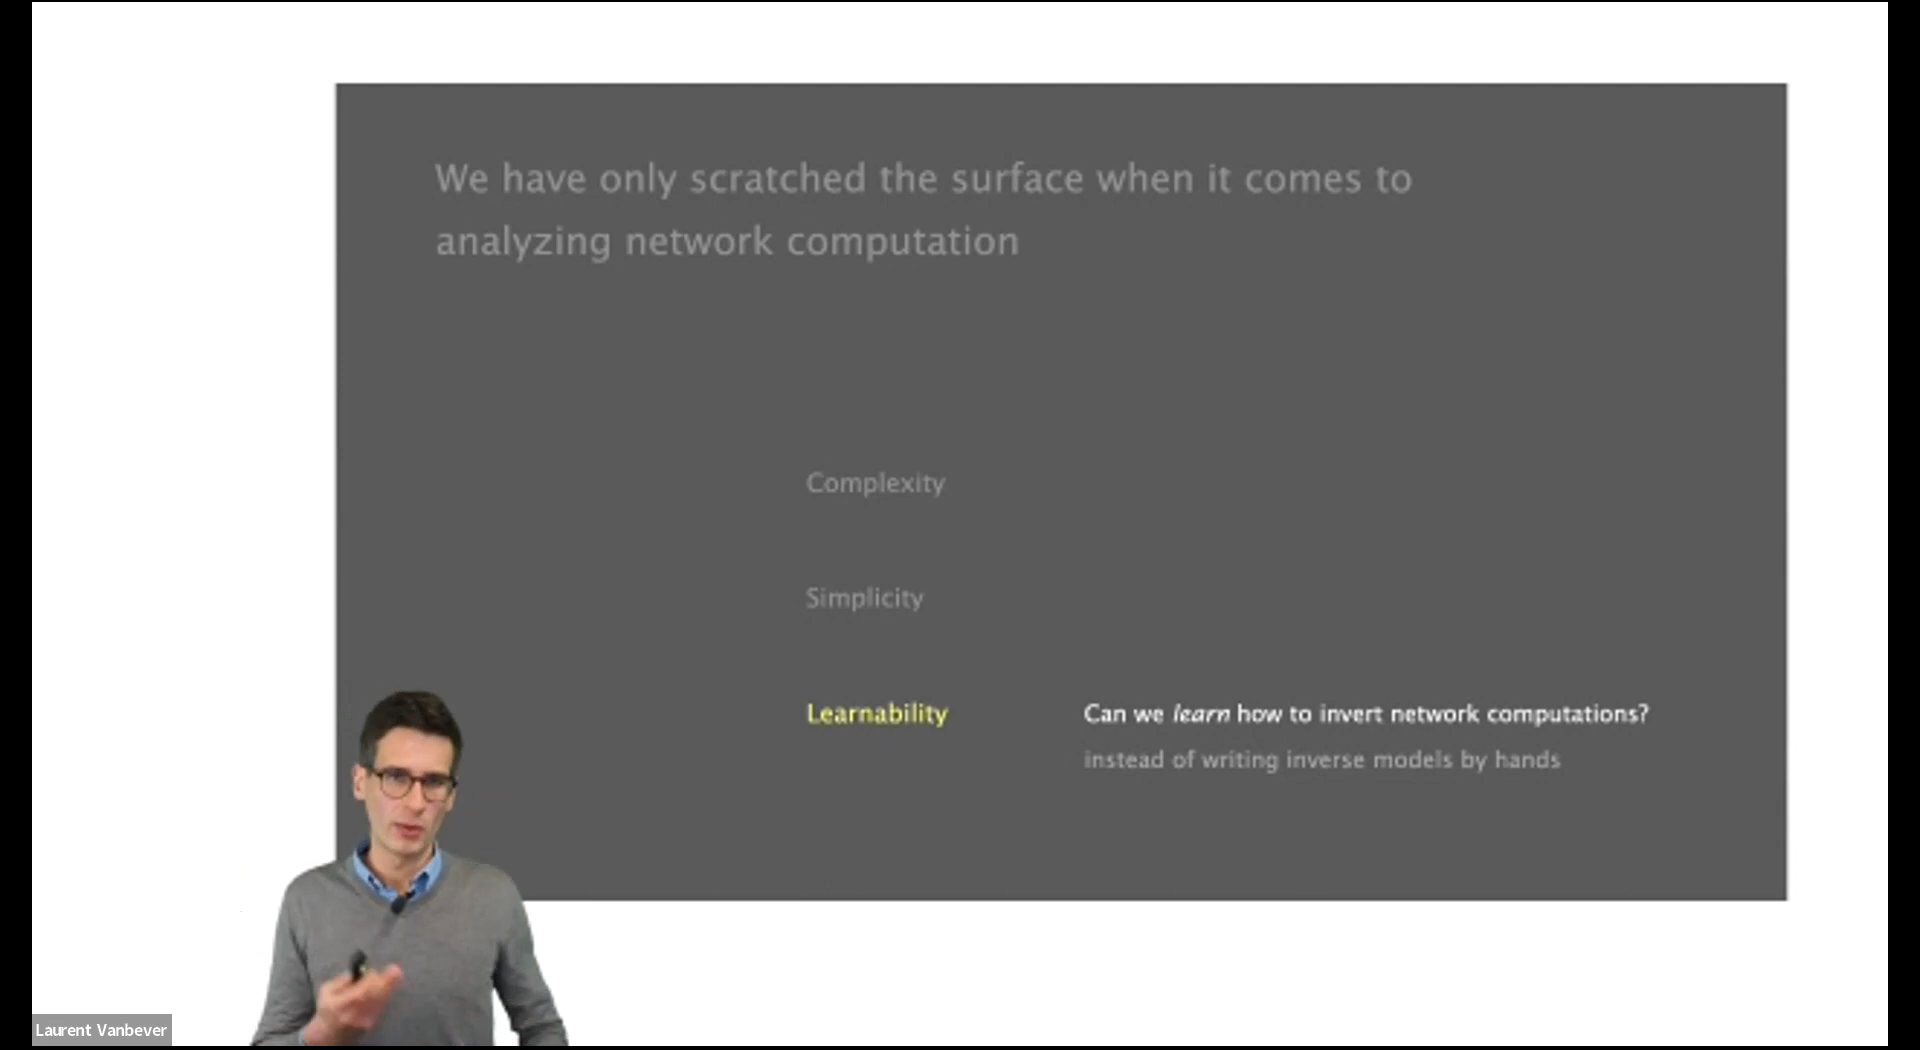 We have only scratched the surface when it comes to
analyzing network computation
Complexity
Simplicity
Learnability
Can we learn how to invert network computations?
instead of writing inverse models by hands
Laurent Vanbever